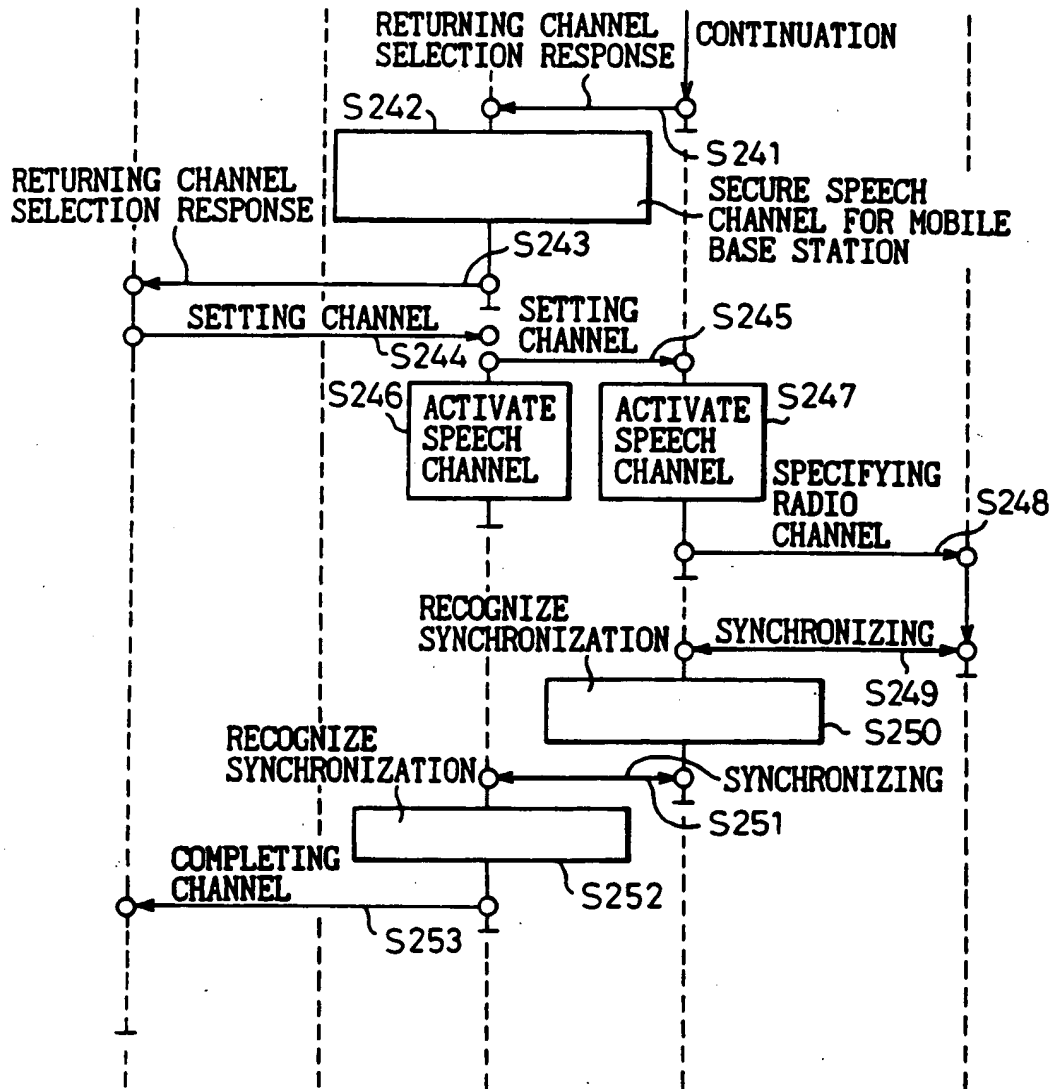 RETURNING CHANNEL
SELECTION RESPONSE
CONTINUATION
S242
S241
RETURNING CHANNEL
SELECTION RESPONSE
SECURE SPEECH
CHANNEL FOR MOBILE
BASE STATION
S243
SETTING CHANNEL
S244
SETTING
CHANNEL
S245
S246
ACTIVATE
SPEECH
CHANNEL
ACTIVATE
SPEECH
CHANNEL
S247
SPECIFYING
RADIO
CHANNEL
S248
RECOGNIZE
SYNCHRONIZATION
SYNCHRONIZING
S249
S250
RECOGNIZE
SYNCHRONIZATION
SYNCHRONIZING
S251
S252
COMPLETING
CHANNEL
S253